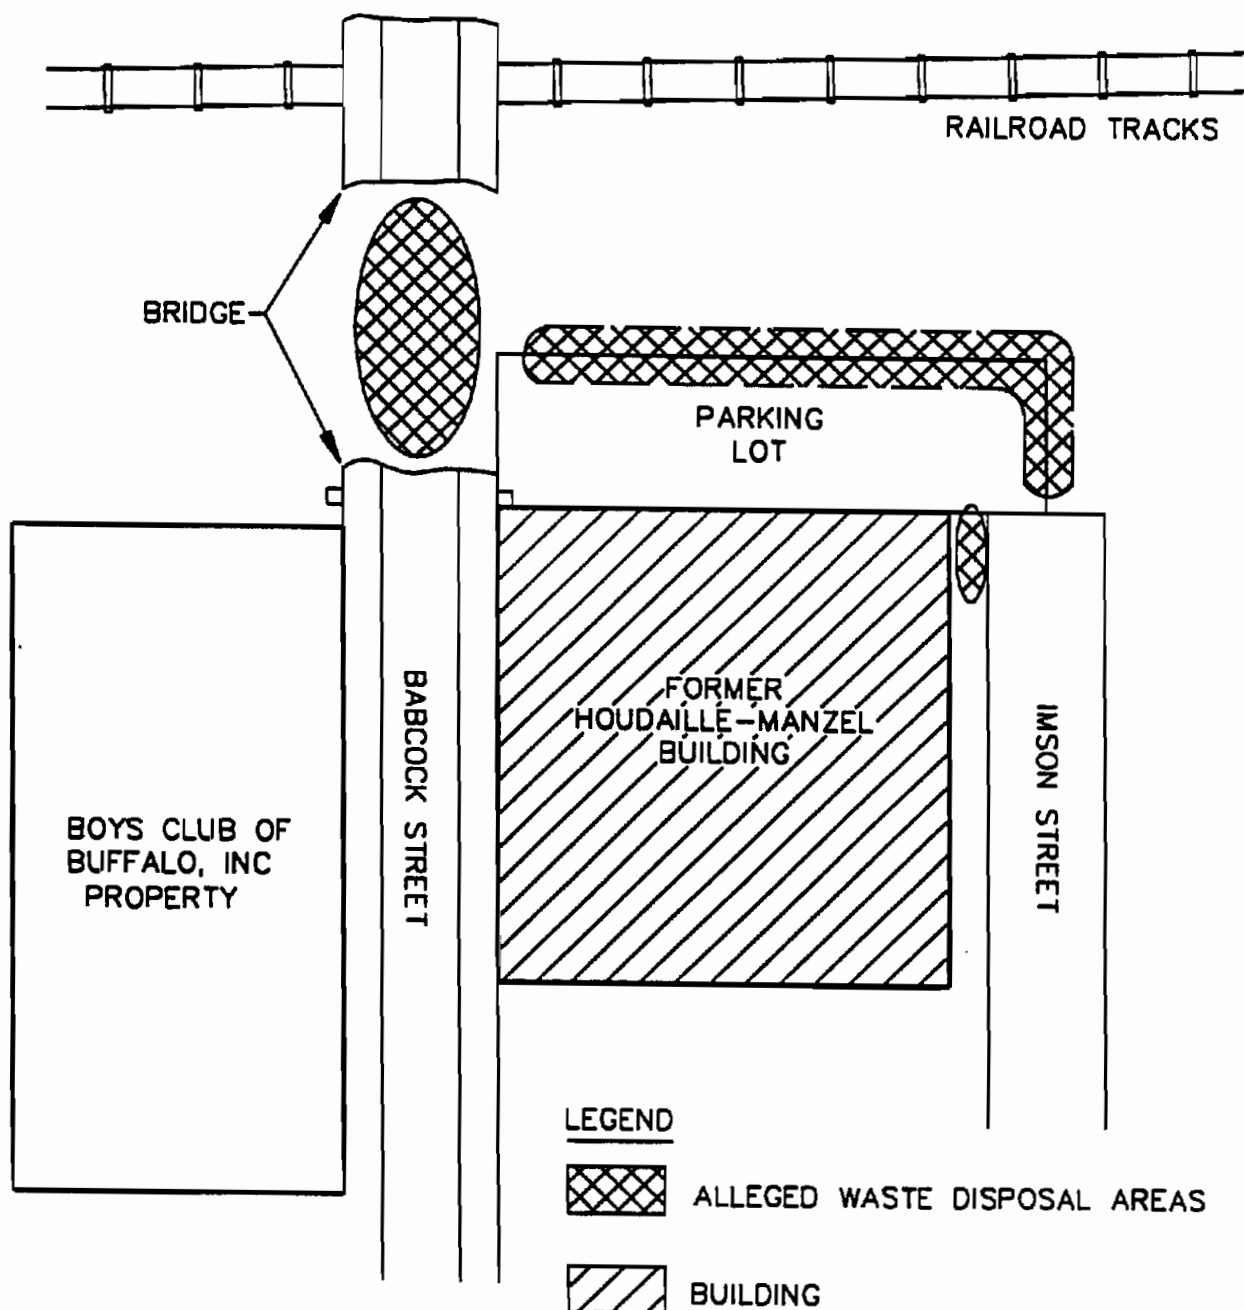 RAILROAD TRACKS
BRIDGE
PARKING
LOT
FORMER
HOUDAILLE-MANZEL
BUILDING
BABCOCK STREET
IMSON STREET
BOYS CLUB OF
BUFFALO, INC
PROPERTY
LEGEND
ALLEGED WASTE DISPOSAL AREAS
BUILDING